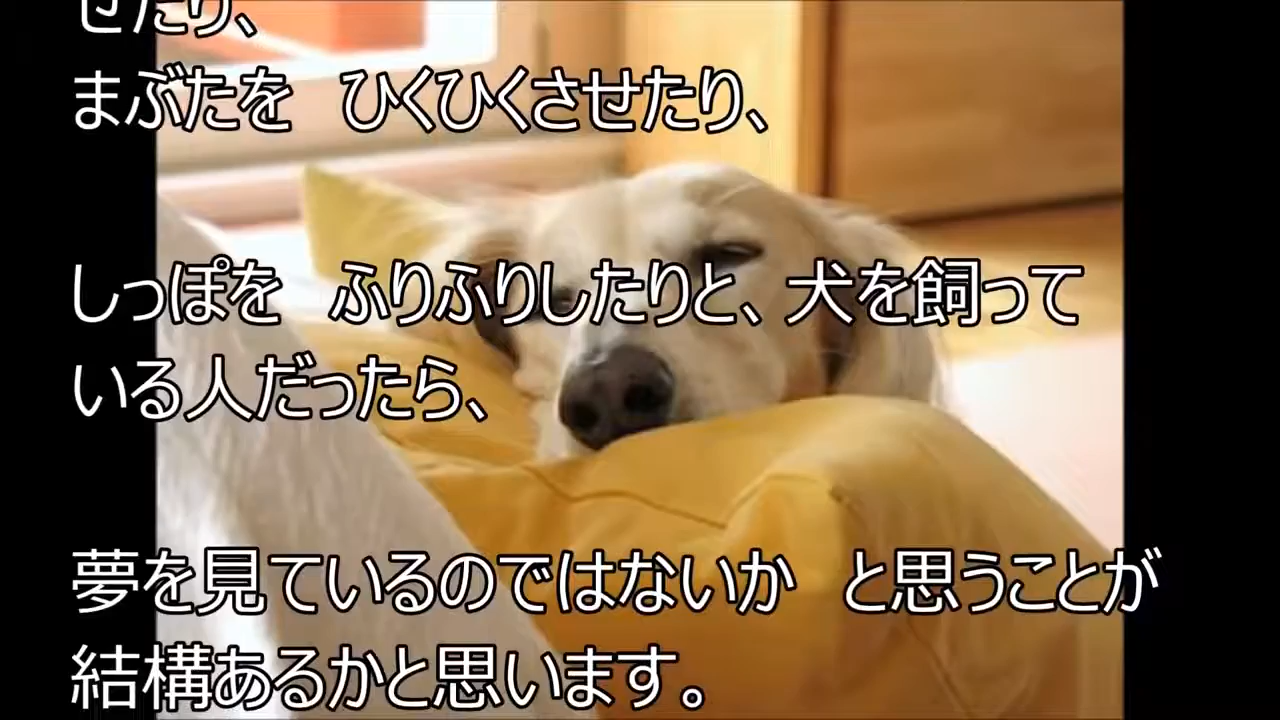 せたり、
まぶたを　ひくひくさせたり、
しっぽを　ふりふりしたりと、犬を飼って
いる人だったら、
夢を見ているのではないか　と思うことが
結構あるかと思います。